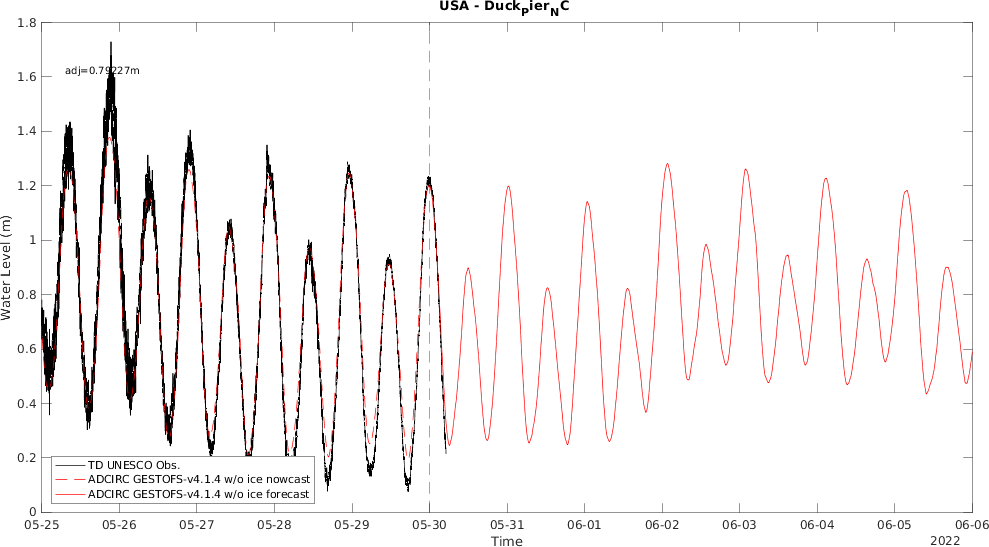 USA - DuckPierNC
1.8
1.6
1.4
1.2
1
0.8
0.6
0.4
0.2
0
Water Level (m)
adj=0.79227m
TD UNESCO Obs.
ADCIRC GESTOFS-v4.1.4 w/o ice nowcast
ADCIRC GESTOFS-v4.1.4 w/o ice forecast
05-25 05-26 05-27 05-28 05-29 05-30 05-31 06-01 06-02 06-03 06-04 06-05 06-06
Time
2022